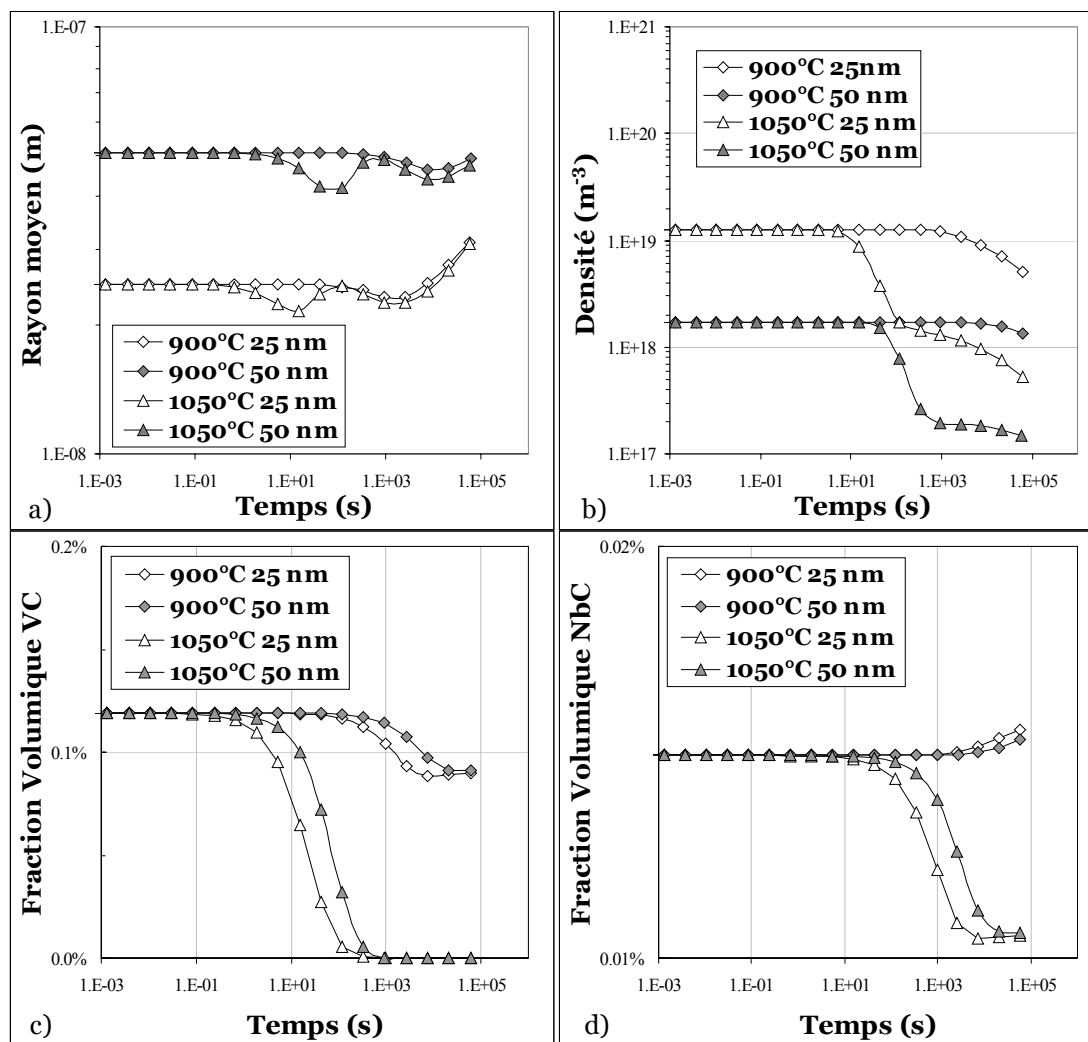 1.E-07
Rayon moyen (m)
900°C 25 nm
900°C 50 nm
1050°C 25 nm
1050°C 50 nm
1.E-08
1.E-03 1.E-01 1.E+01 1.E+03 1.E+05
a) Temps (s)
1.E+21
1.E+20
1.E+19
1.E+18
1.E+17
Densité (m-3)
900°C 25nm
900°C 50 nm
1050°C 25 nm
1050°C 50 nm
1.E-03 1.E-01 1.E+01 1.E+03 1.E+05
b) Temps (s)
0.2%
0.1%
0.0%
Fraction Volumique VC
900°C 25 nm
900°C 50 nm
1050°C 25 nm
1050°C 50 nm
1.E-03 1.E-01 1.E+01 1.E+03 1.E+05
c) Temps (s)
0.02%
0.01%
Fraction Volumique NbC
900°C 25 nm
900°C 50 nm
1050°C 25 nm
1050°C 50 nm
1.E-03 1.E-01 1.E+01 1.E+03 1.E+05
d) Temps (s)